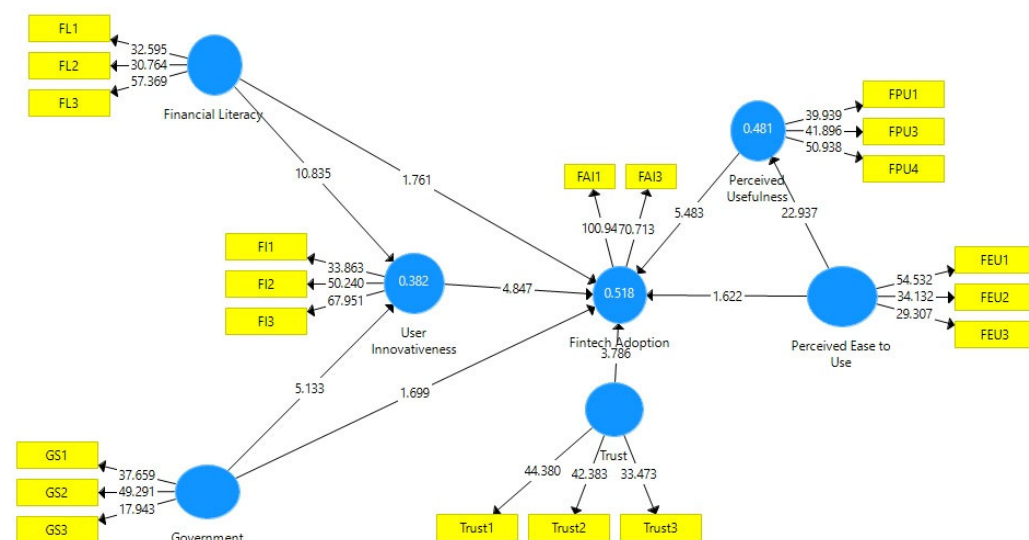 FL1
32.595
FL2
30.764
FL3
57.369
Financial Literacy
10.835
1.761
FI1
33.863
FI2
50.240
FI3
67.951
0.382
User
Innovativeness
4.847
5.133
1.699
GS1
37.659
GS2
49.291
GS3
17.943
Government
FAI1
FAI3
100.94
70.713
0.518
Fintech Adoption
3.786
Trust
44.380
42.383
33.473
Trust1
Trust2
Trust3
0.481
Perceived
Usefulness
FPU1
39.939
FPU3
41.896
FPU4
50.938
5.483
22.937
1.622
Perceived Ease to
Use
FEU1
54.532
FEU2
34.132
FEU3
29.307